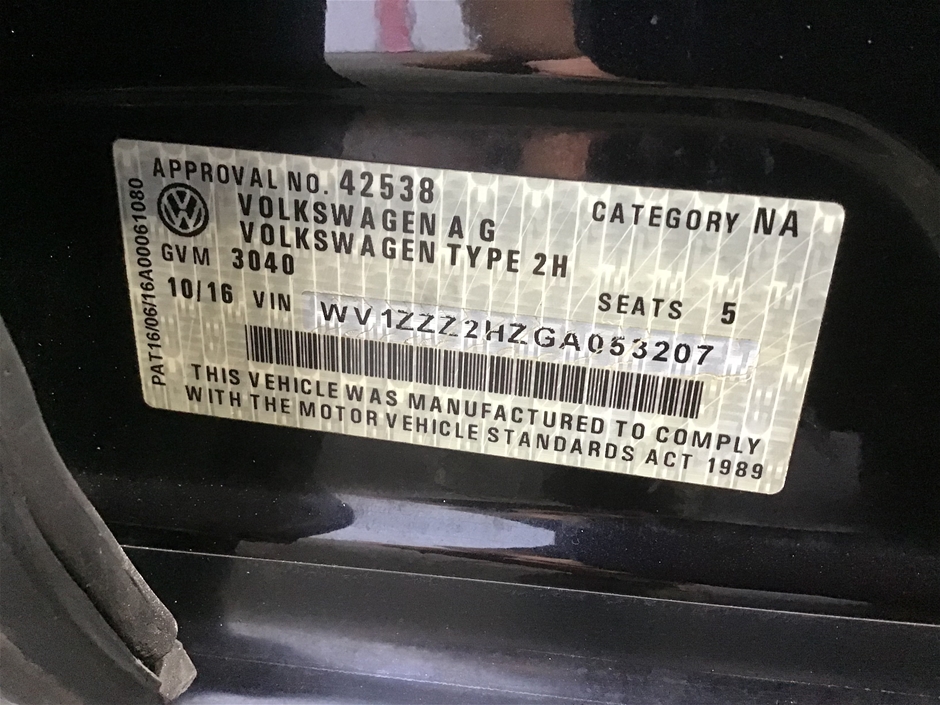 APPROVAL NO. 42538
CATEGORY NA
VOLKSWAGEN A G
VOLKSWAGEN TYPE 2H
GVM 3040
SEATS 5
10/16 VIN WV1ZZZ2HZGA053207
THIS VEHICLE WAS MANUFACTURED TO COMPLY
WITH THE MOTOR VEHICLE STANDARDS ACT 1989
PAT16/06/16A00061080